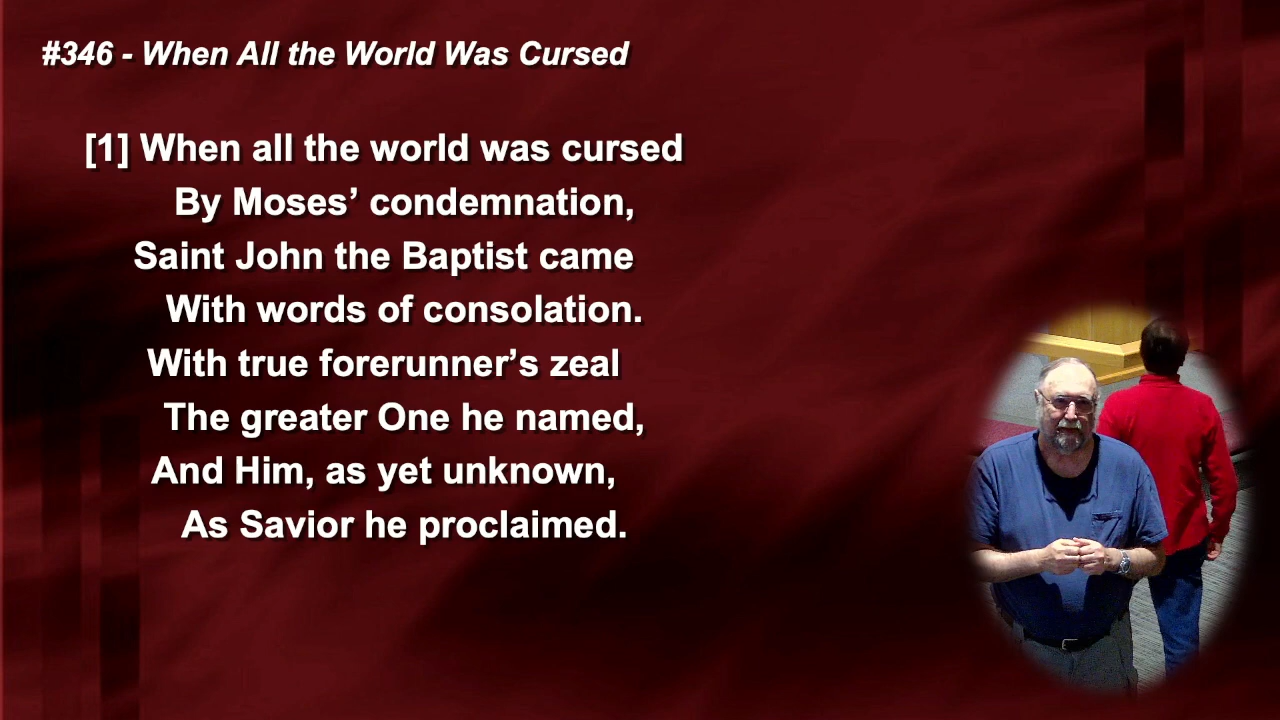 #346 - When All the World Was Cursed
[1] When all the world was cursed
By Moses’ condemnation,
Saint John the Baptist came
With words of consolation.
With true forerunner’s zeal
The greater One he named,
And Him, as yet unknown,
As Savior he proclaimed.